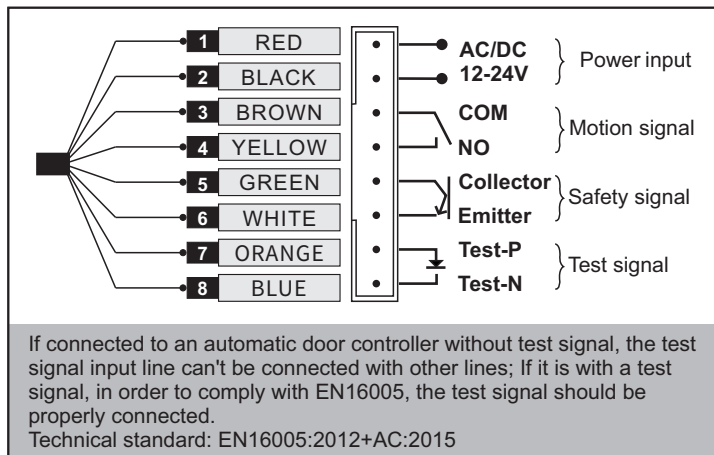 1 RED
2 BLACK
3 BROWN
4 YELLOW
5 GREEN
6 WHITE
7 ORANGE
8 BLUE
AC/DC
12-24V
Power input
COM
NO
Motion signal
Collector
Emitter
Safety signal
Test-P
Test-N
Test signal
If connected to an automatic door controller without test signal, the test
signal input line can't be connected with other lines; If it is with a test
signal, in order to comply with EN16005, the test signal should be
properly connected.
Technical standard: EN16005:2012+AC:2015